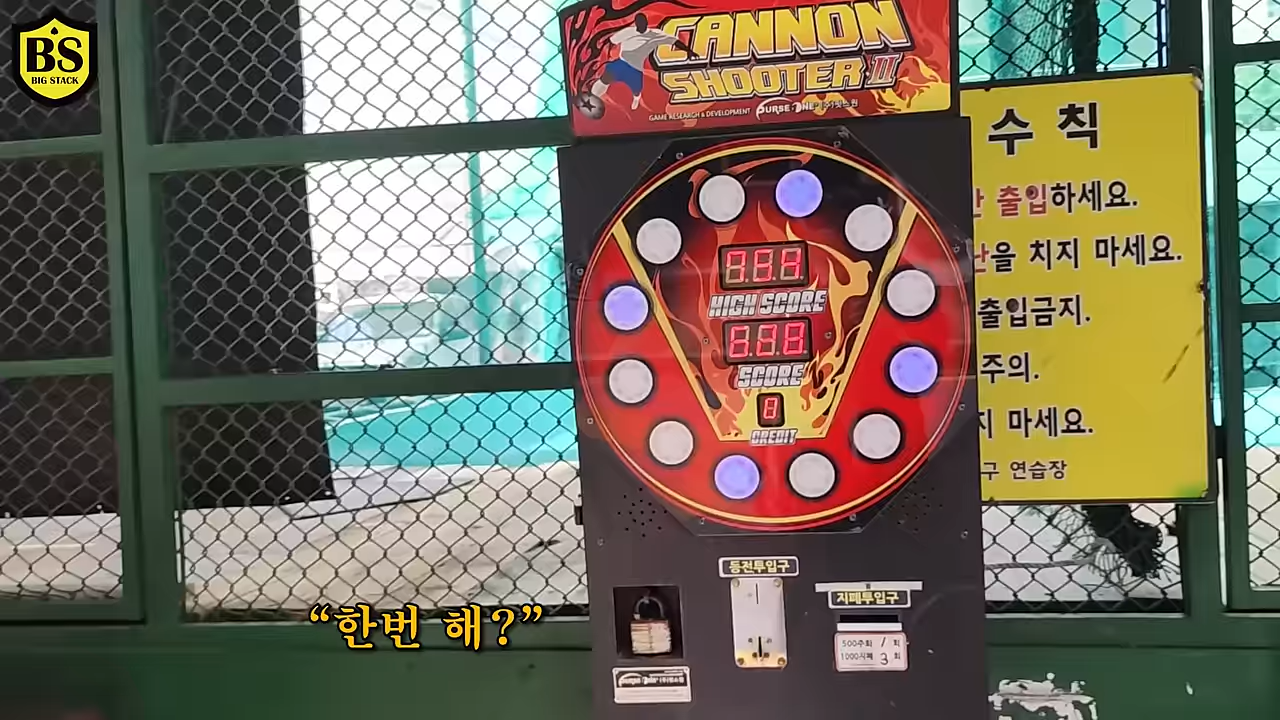 BS
BIG STACK
CANNON
SHOOTER II
GAME RESEARCH & DEVELOPMENT
수칙
출입하세요.
을 치지 마세요.
출입금지.
주의.
지 마세요.
구 연습장
888
HIGH SCORE
888
SCORE
8
CREDIT
동전투입구
지폐투입구
500주화 / 회
1000지폐 3 회
“한번 해?”